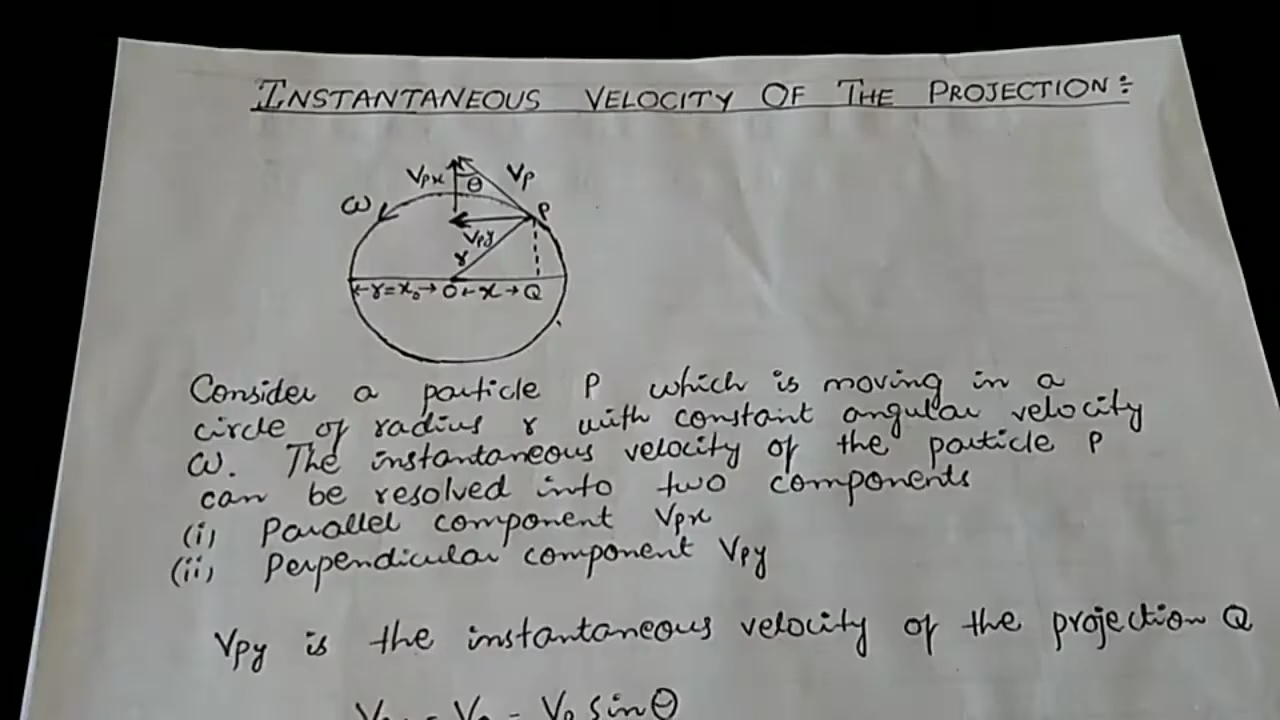 INSTANTANEOUS VELOCITY OF THE PROJECTION:
Vpx θ Vp
ω P
Vpy
r
r=x₀ O x Q
Consider a particle P which is moving in a
circle of radius r with constant angular velocity
ω. The instantaneous velocity of the particle P
can be resolved into two components
(i) Parallel component Vpx
(ii) Perpendicular component Vpy
Vpy is the instantaneous velocity of the projection Q
= Vp sinθ